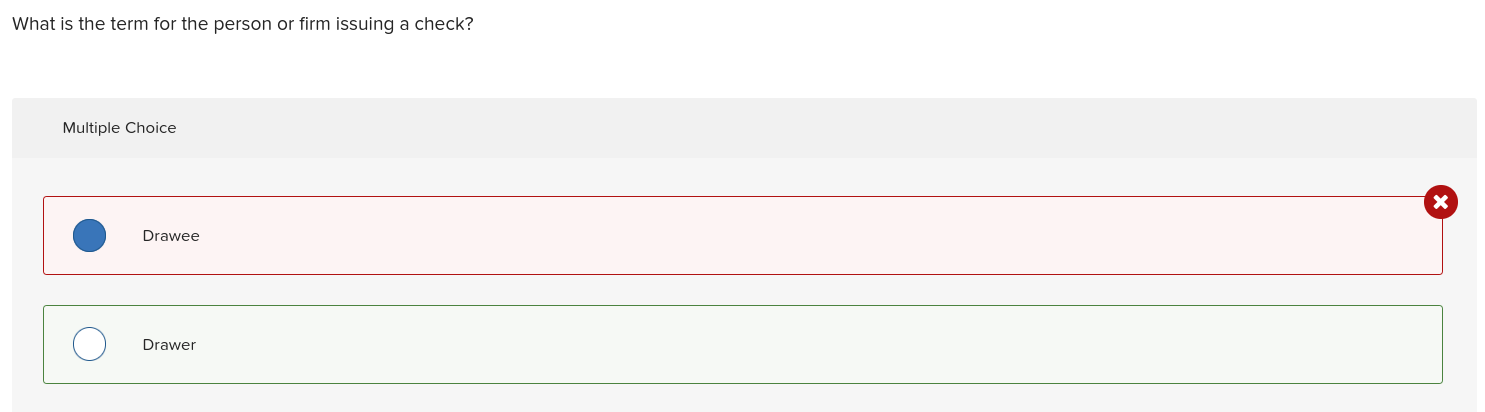 What is the term for the person or firm issuing a check?
Multiple Choice
Drawee
Drawer